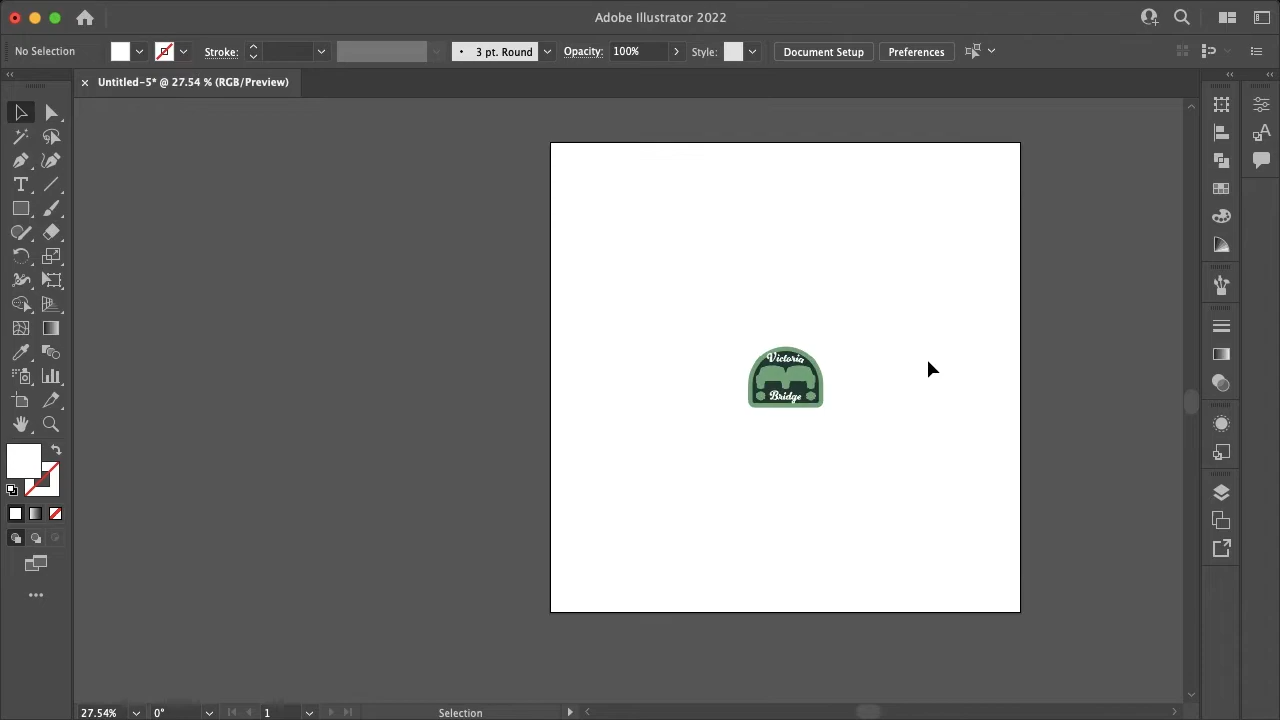 Adobe Illustrator 2022
No Selection
Stroke:
3 pt. Round
Opacity: 100%
Style:
Document Setup
Preferences
Untitled-5* @ 27.54 % (RGB/Preview)
Victoria
Bridge
27.54%
0°
1
Selection